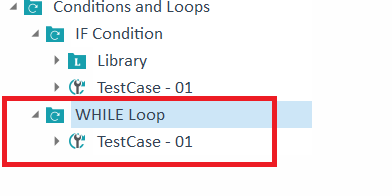 Conditions and Loops
IF Condition
L Library
TestCase - 01
WHILE Loop
TestCase - 01